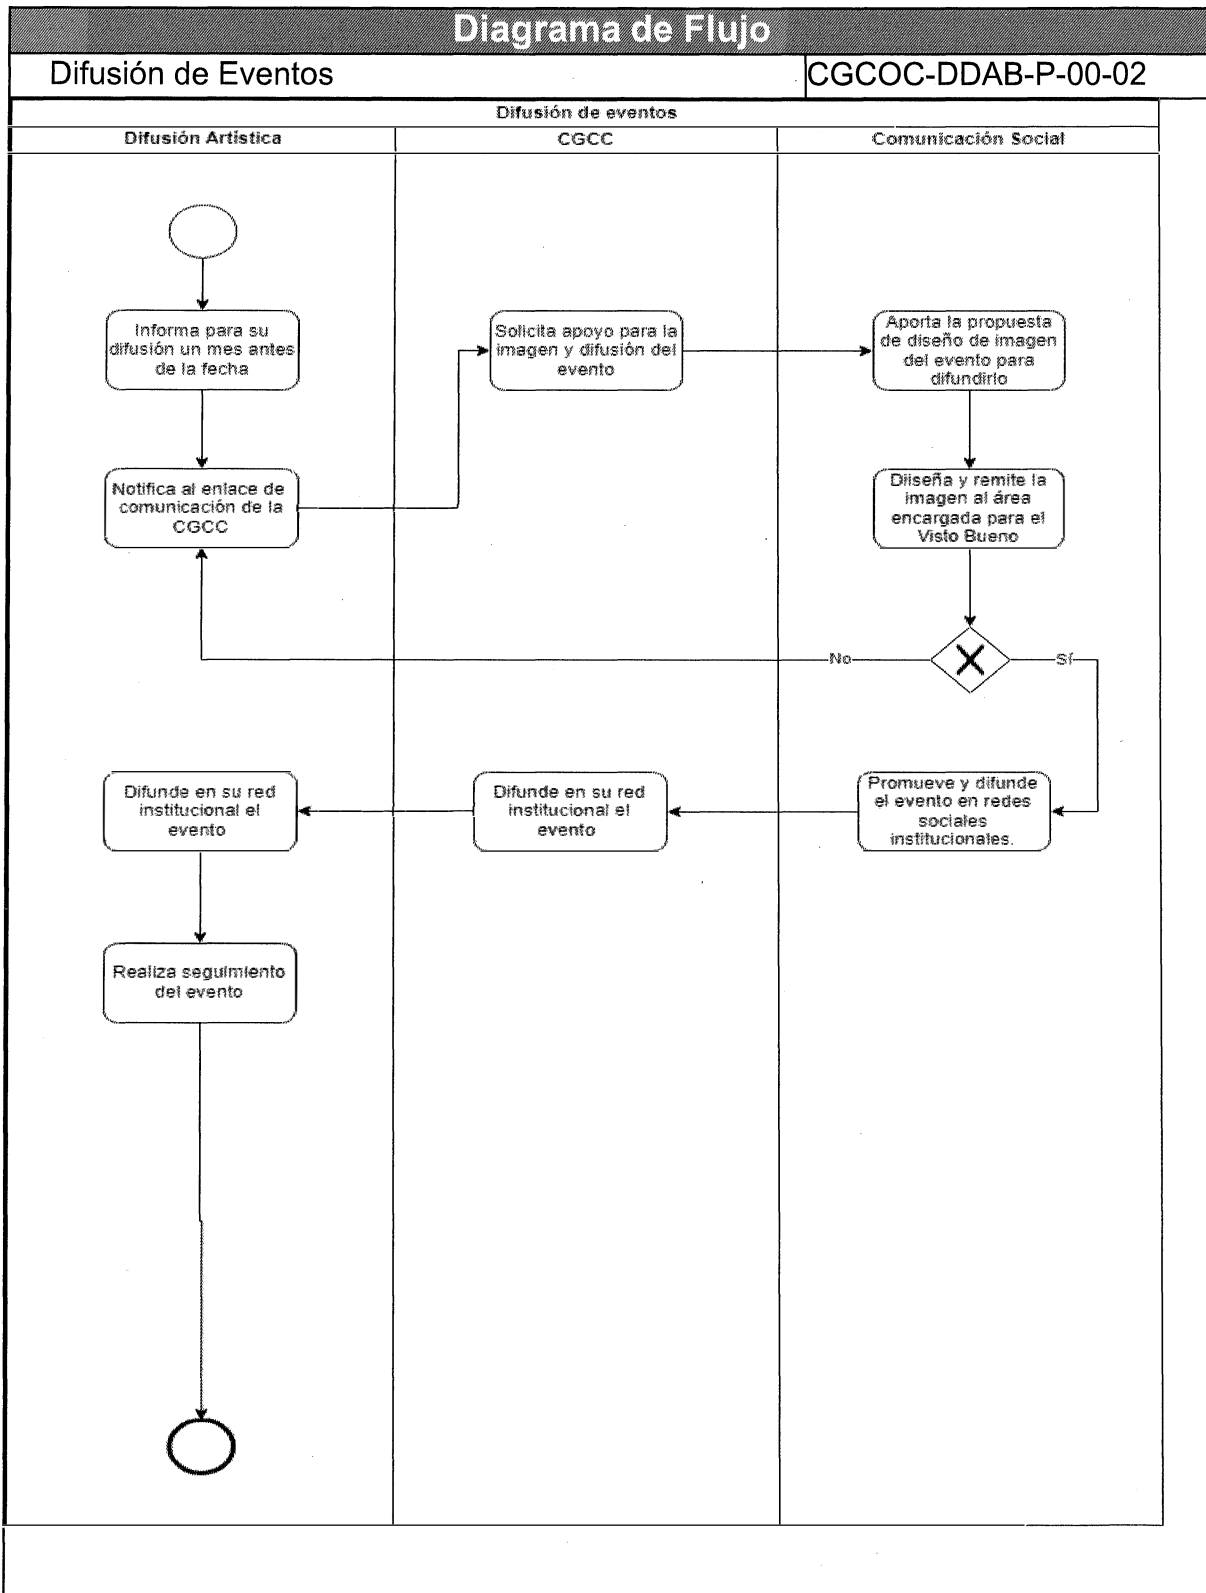 Diagrama de Flujo
Difusión de Eventos
CGCOC-DDAB-P-00-02
Difusión de eventos
Difusión Artística
CGCC
Comunicación Social
Informa para su
difusión un mes antes
de la fecha
Solicita apoyo para la
imagen y difusión del
evento
Aporta la propuesta
de diseño de imagen
del evento para
difundirlo
Notifica al enlace de
comunicación de la
CGCC
Diiseña y remite la
imagen al área
encargada para el
Visto Bueno
No
Sí
Difunde en su red
institucional el
evento
Difunde en su red
institucional el
evento
Promueve y difunde
el evento en redes
sociales
institucionales.
Realiza seguimiento
del evento